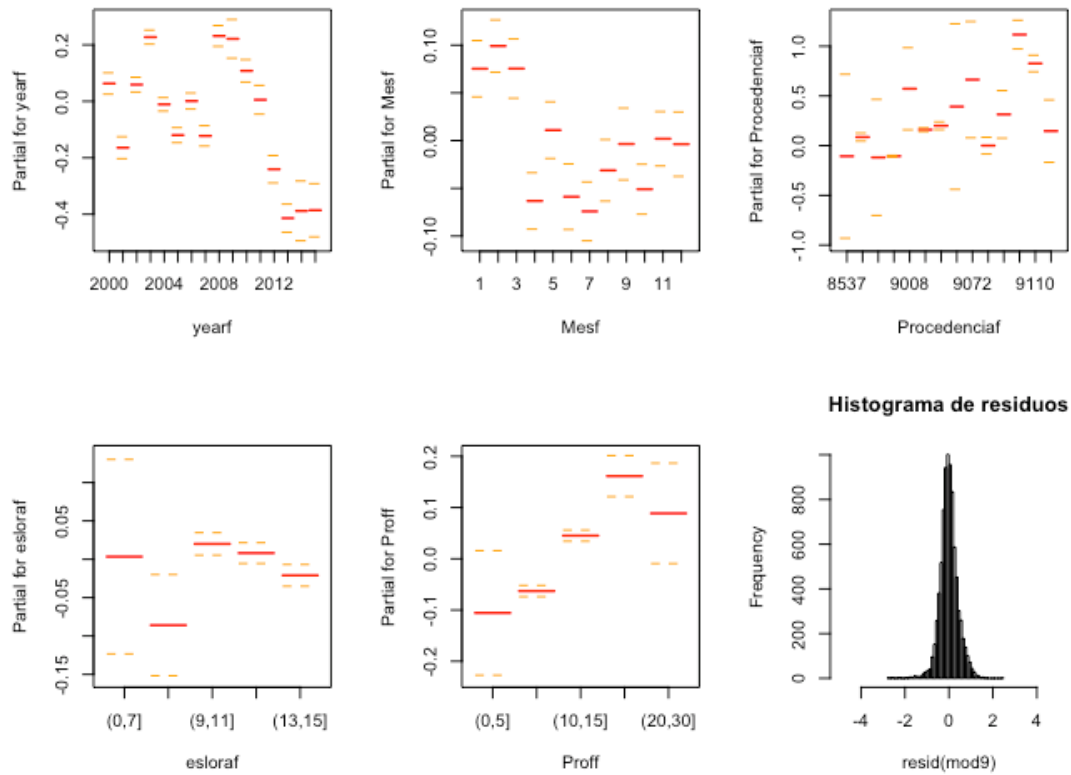 Partial for yearf
0.2
0.0
-0.2
-0.4
2000 2004 2008 2012
yearf
Partial for Mesf
0.10
0.00
-0.10
1 3 5 7 9 11
Mesf
Partial for Procedenciaf
1.0
0.5
0.0
-0.5
-1.0
8537 9008 9072 9110
Procedenciaf
Partial for esloraf
0.05
-0.05
-0.15
(0,7] (9,11] (13,15]
esloraf
Partial for Proff
0.2
0.1
0.0
-0.1
-0.2
(0,5] (10,15] (20,30]
Proff
Histograma de residuos
Frequency
800
600
400
200
0
-4 -2 0 2 4
resid(mod9)